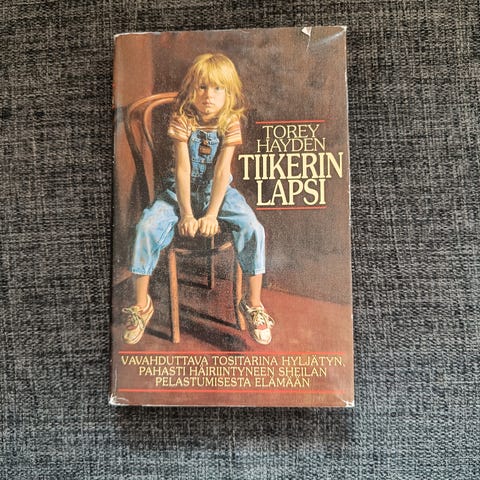 TOREY
HAYDEN
TIIKERIN
LAPSI
VAVAHDUTTAVA TOSITARINA HYLJÄTYN,
PAHASTI HÄIRIINTYNEEN SHEILAN
PELASTUMISESTA ELÄMÄÄN